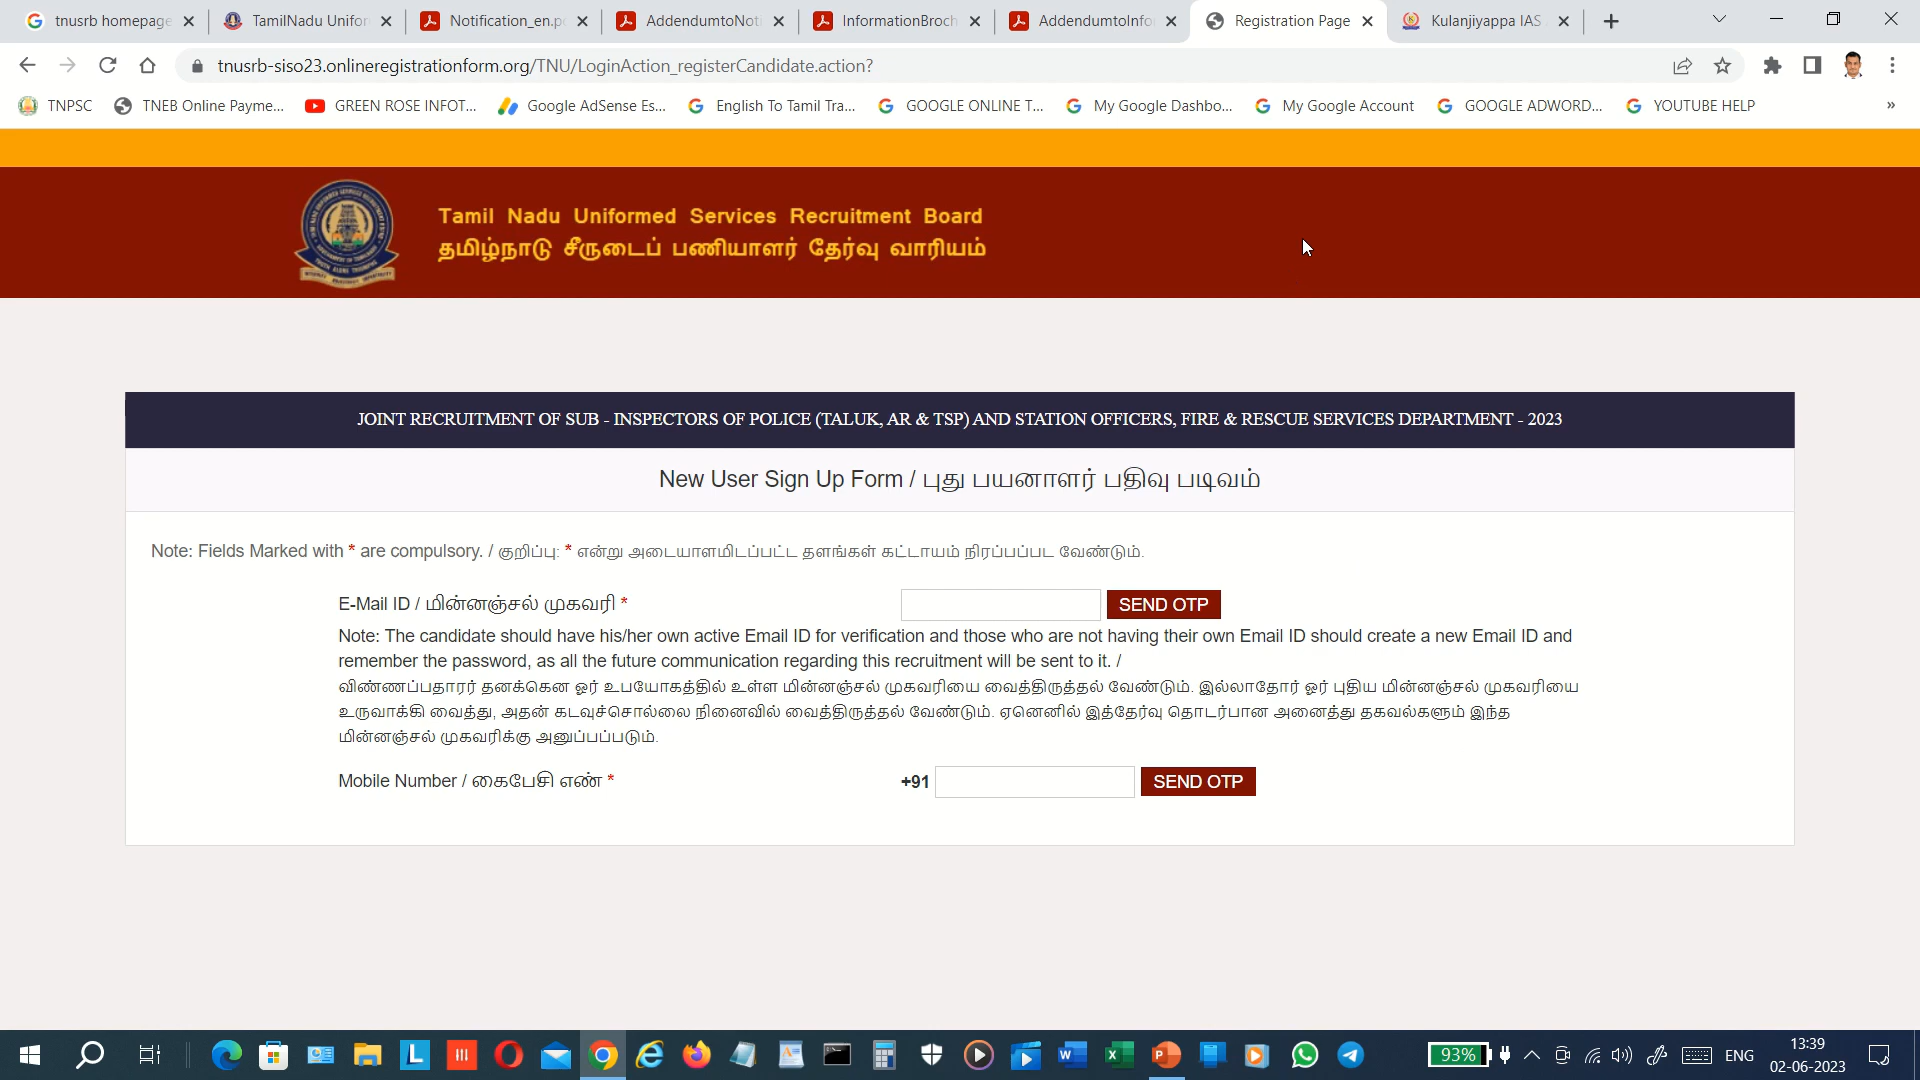 tnusrb homepage
TamilNadu Unifor
Notification_en.p
AddendumtoNoti
InformationBroch
AddendumtoInfo
Registration Page
Kulanjiyappa IAS
tnusrb-siso23.onlineregistrationform.org/TNU/LoginAction_registerCandidate.action?
TNPSC
TNEB Online Payme...
GREEN ROSE INFOT...
Google AdSense Es...
English To Tamil Tra...
GOOGLE ONLINE T...
My Google Dashbo...
My Google Account
GOOGLE ADWORD...
YOUTUBE HELP
»
Tamil Nadu Uniformed Services Recruitment Board
தமிழ்நாடு சீருடைப் பணியாளர் தேர்வு வாரியம்
JOINT RECRUITMENT OF SUB - INSPECTORS OF POLICE (TALUK, AR & TSP) AND STATION OFFICERS, FIRE & RESCUE SERVICES DEPARTMENT - 2023
New User Sign Up Form / புது பயனாளர் பதிவு படிவம்
Note: Fields Marked with * are compulsory. / குறிப்பு: * என்று அடையாளமிடப்பட்ட தளங்கள் கட்டாயம் நிரப்பப்பட வேண்டும்.
E-Mail ID / மின்னஞ்சல் முகவரி *
SEND OTP
Note: The candidate should have his/her own active Email ID for verification and those who are not having their own Email ID should create a new Email ID and
remember the password, as all the future communication regarding this recruitment will be sent to it. /
விண்ணப்பதாரர் தனக்கென ஓர் உபயோகத்தில் உள்ள மின்னஞ்சல் முகவரியை வைத்திருத்தல் வேண்டும். இல்லாதோர் ஓர் புதிய மின்னஞ்சல் முகவரியை
உருவாக்கி வைத்து, அதன் கடவுச்சொல்லை நினைவில் வைத்திருத்தல் வேண்டும். ஏனெனில் இத்தேர்வு தொடர்பான அனைத்து தகவல்களும் இந்த
மின்னஞ்சல் முகவரிக்கு அனுப்பப்படும்.
Mobile Number / கைபேசி எண் *
+91
SEND OTP
93%
ENG
13:39
02-06-2023